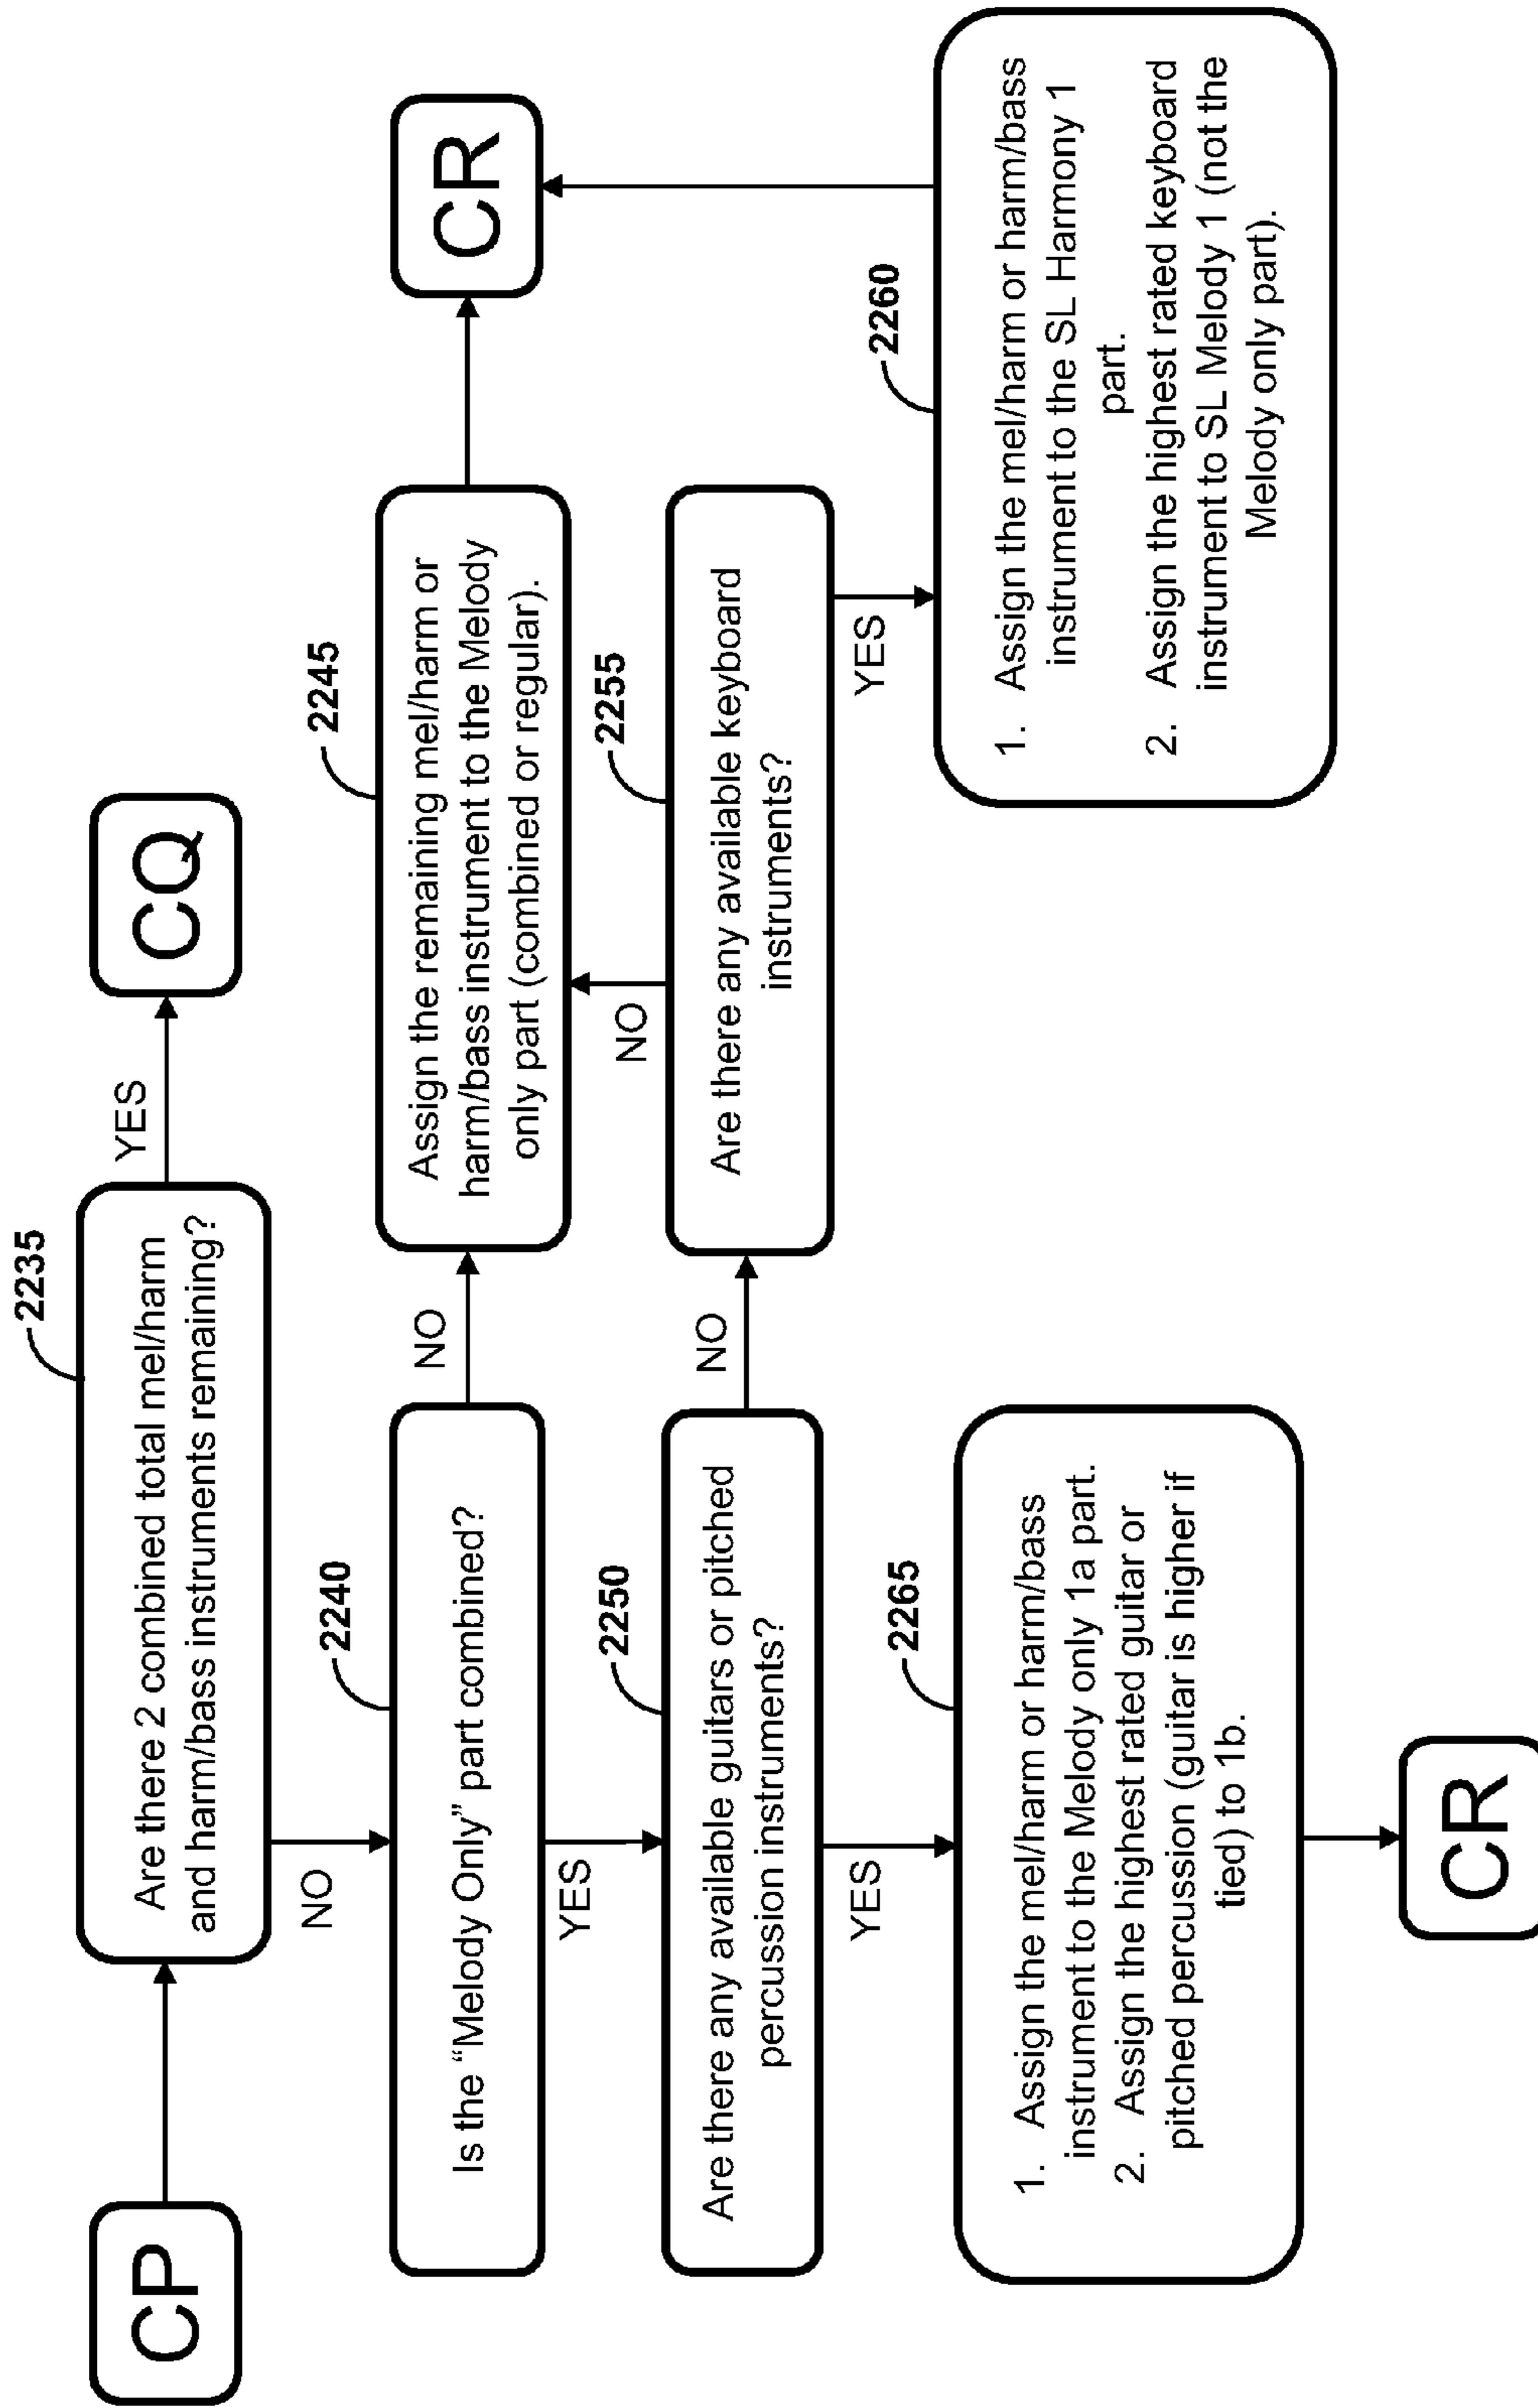 CP
2235
Are there 2 combined total mel/harm
and harm/bass instruments remaining?
YES
CQ
NO
2240
Is the “Melody Only” part combined?
NO
2245
Assign the remaining mel/harm or
harm/bass instrument to the Melody
only part (combined or regular).
CR
YES
2250
Are there any available guitars or pitched
percussion instruments?
NO
2255
Are there any available keyboard
instruments?
NO
YES
YES
2265
1. Assign the mel/harm or harm/bass
instrument to the Melody only 1a part.
2. Assign the highest rated guitar or
pitched percussion (guitar is higher if
tied) to 1b.
2260
1. Assign the mel/harm or harm/bass
instrument to the SL Harmony 1
part.
2. Assign the highest rated keyboard
instrument to SL Melody 1 (not the
Melody only part).
CR